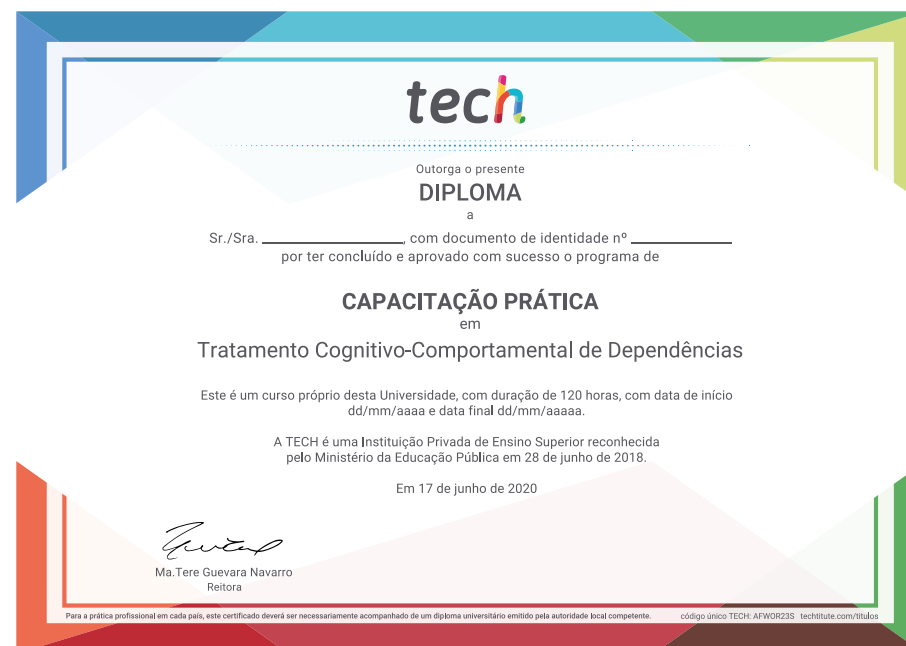 tech
Outorga o presente
DIPLOMA
a
Sr./Sra. ________________, com documento de identidade nº ____________
por ter concluído e aprovado com sucesso o programa de
CAPACITAÇÃO PRÁTICA
em
Tratamento Cognitivo-Comportamental de Dependências
Este é um curso próprio desta Universidade, com duração de 120 horas, com data de início
dd/mm/aaaa e data final dd/mm/aaaaa.
A TECH é uma Instituição Privada de Ensino Superior reconhecida
pelo Ministério da Educação Pública em 28 de junho de 2018.
Em 17 de junho de 2020
Ma.Tere Guevara Navarro
Reitora
Para a prática profissional em cada país, este certificado deverá ser necessariamente acompanhado de um diploma universitário emitido pela autoridade local competente. código único TECH: AFWOR23S techtitute.com/titulos